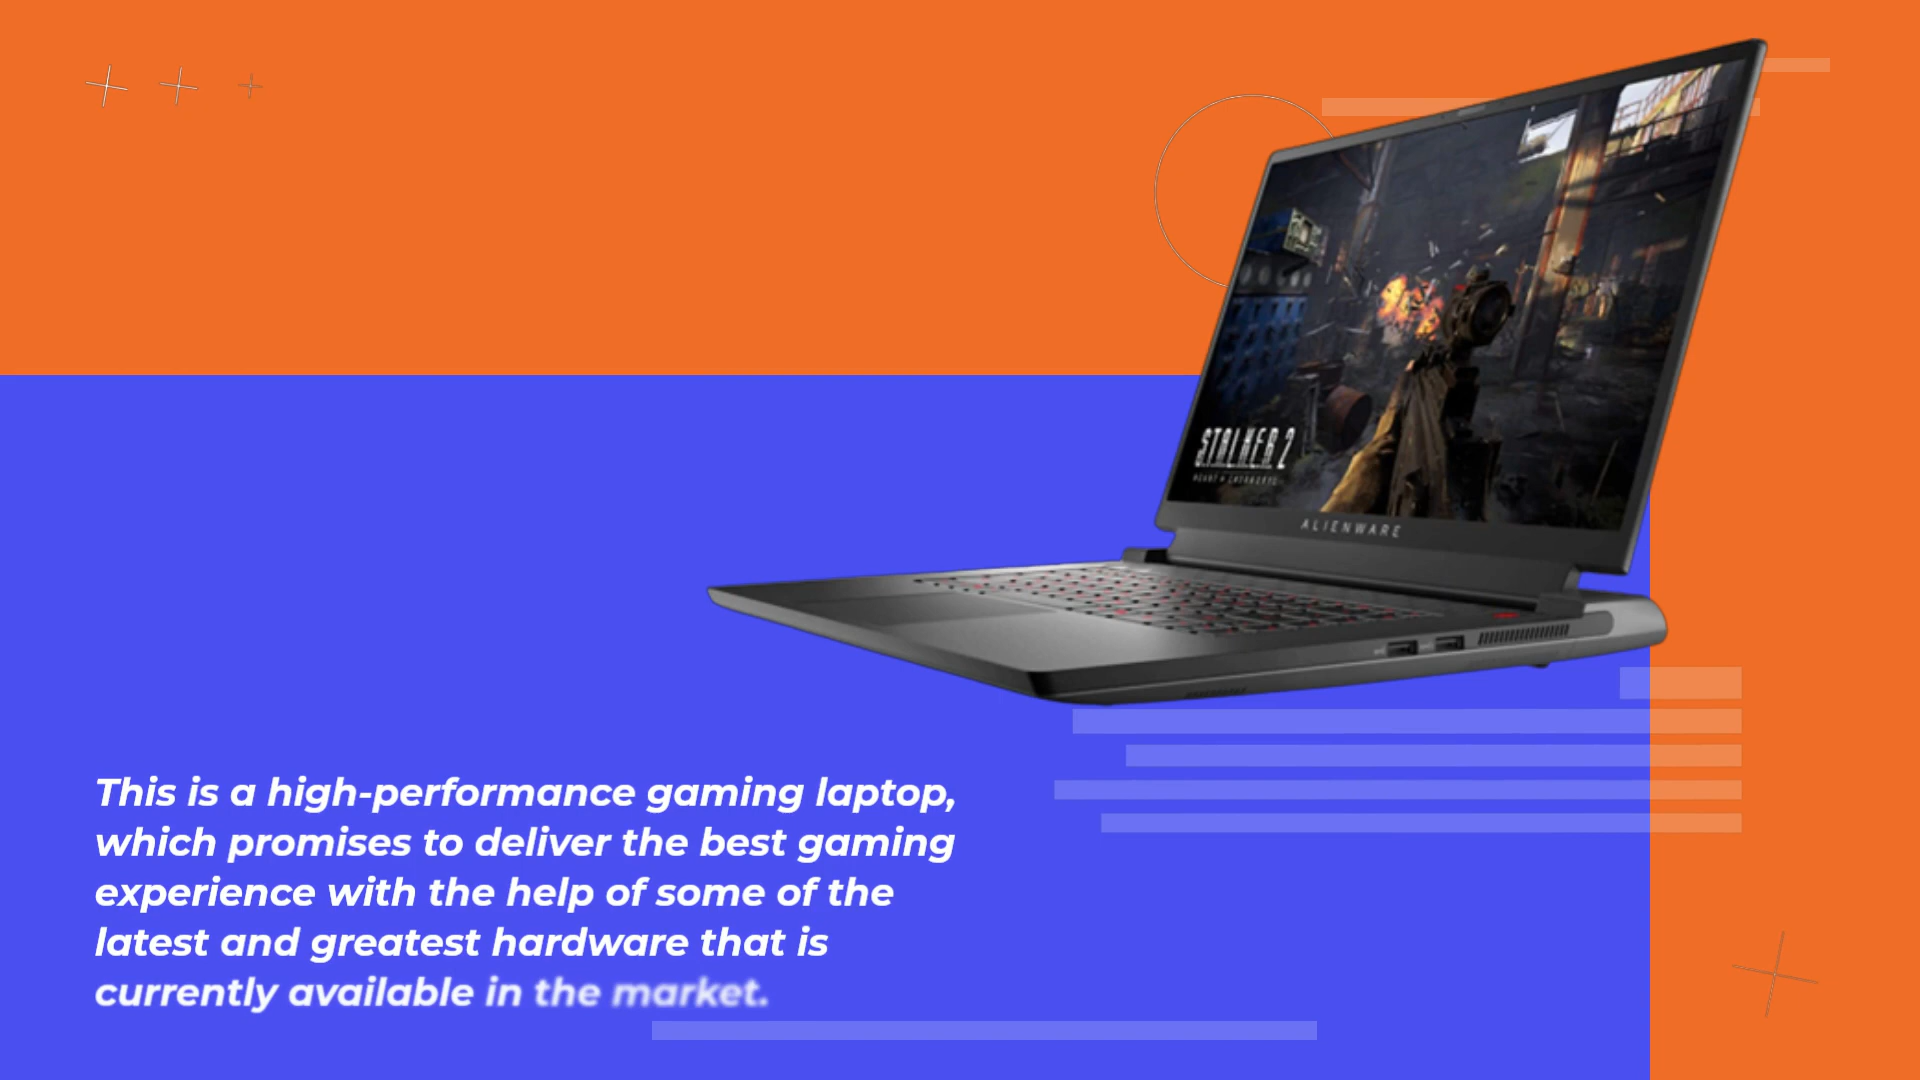 STALKER 2
ALIENWARE
This is a high-performance gaming laptop,
which promises to deliver the best gaming
experience with the help of some of the
latest and greatest hardware that is
currently available in the market.